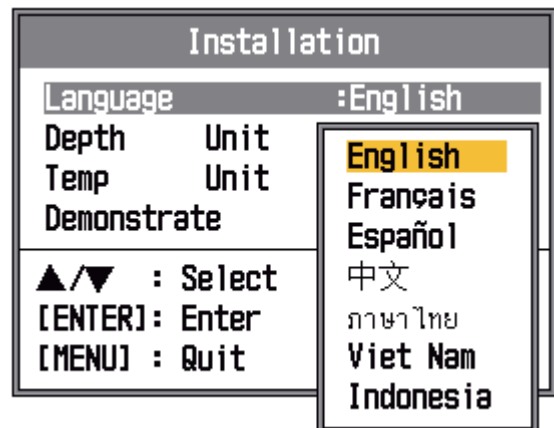 Installation
Language :English
Depth Unit
Temp Unit
Demonstrate
▲/▼ : Select
[ENTER]: Enter
[MENU] : Quit
English
Français
Español
中文
ภาษาไทย
Viet Nam
Indonesia